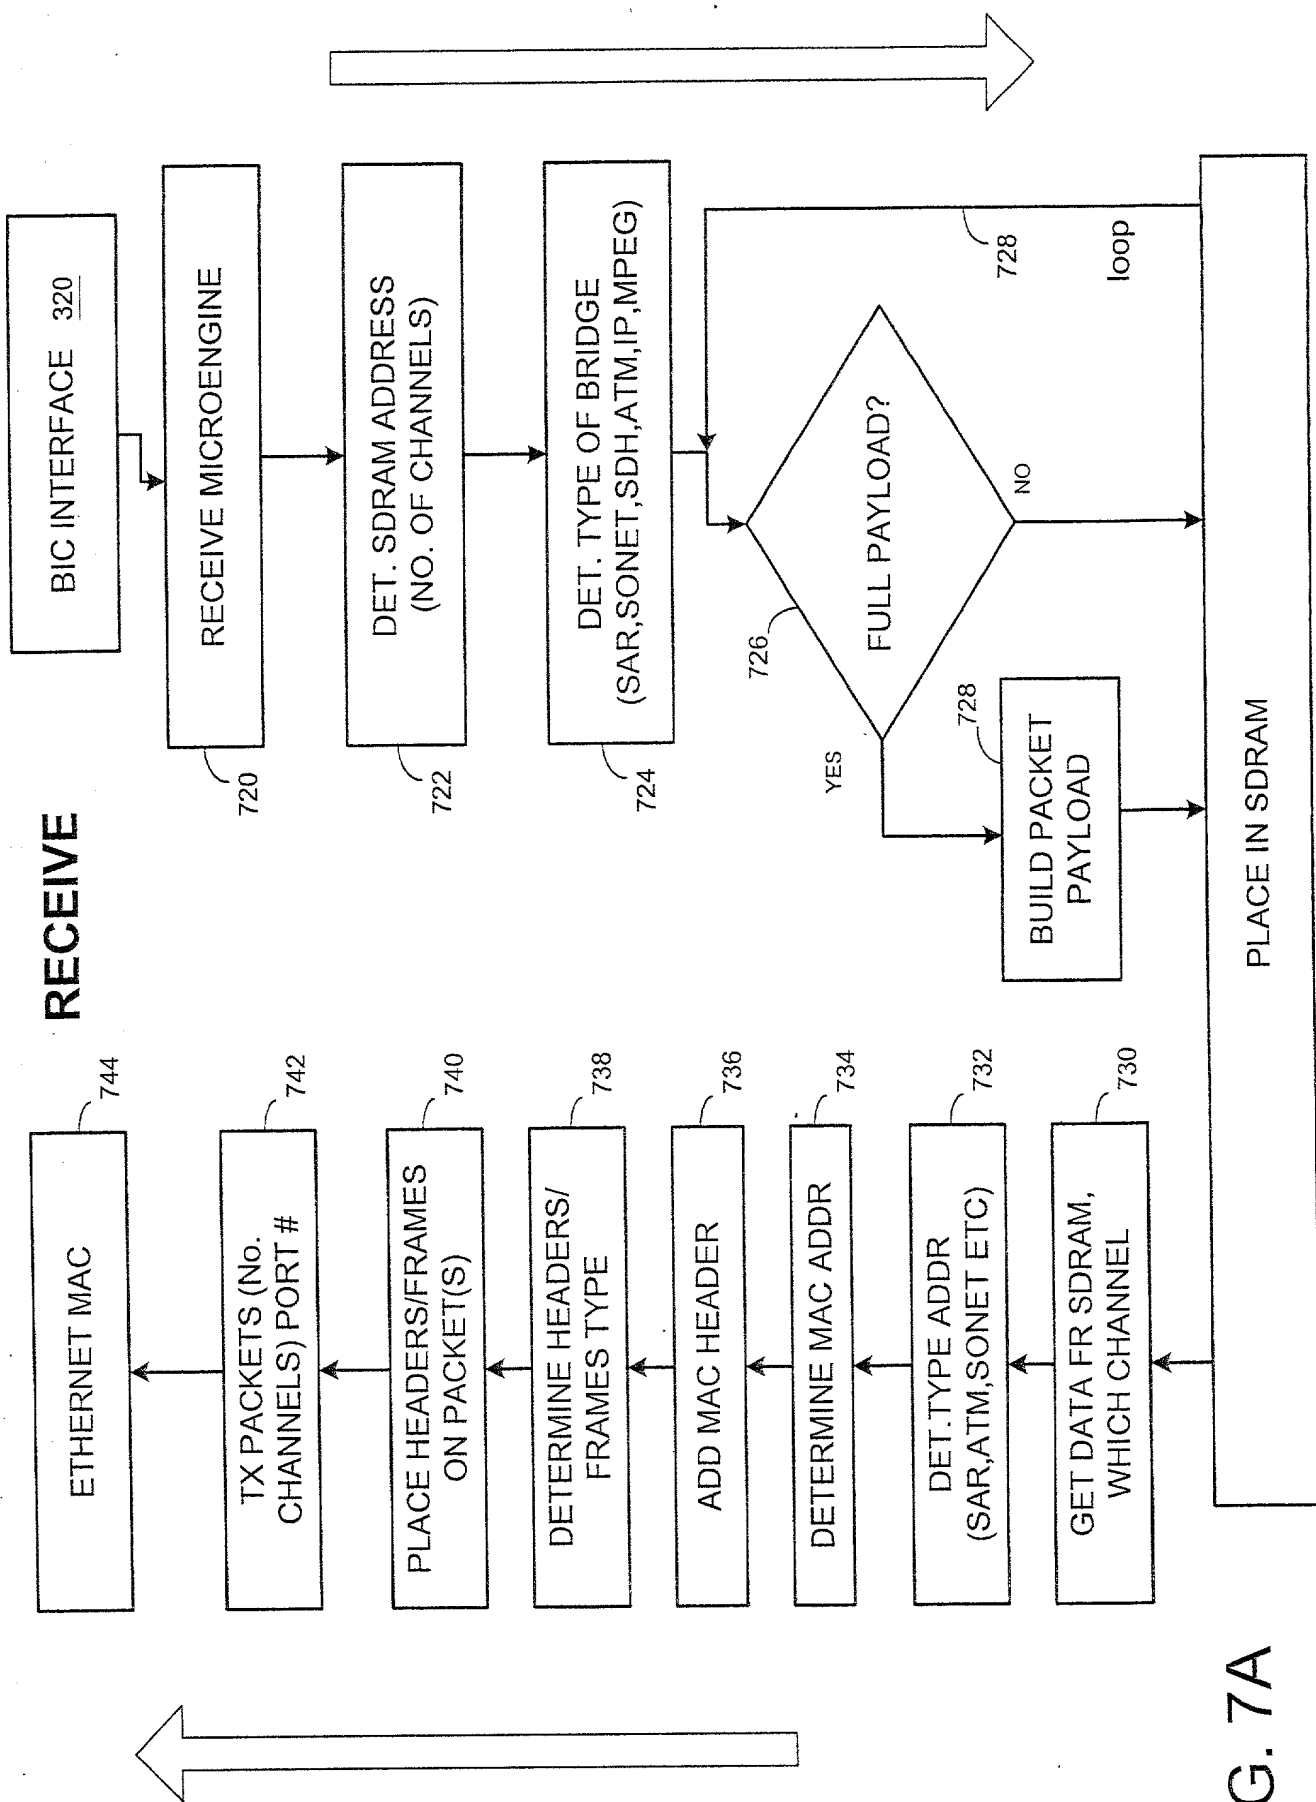 RECEIVE
BIC INTERFACE 320
RECEIVE MICROENGINE
720
DET. SDRAM ADDRESS
(NO. OF CHANNELS)
722
DET. TYPE OF BRIDGE
(SAR,SONET,SDH,ATM,IP,MPEG)
724
FULL PAYLOAD?
726
YES
NO
BUILD PACKET
PAYLOAD
728
728
loop
PLACE IN SDRAM
GET DATA FR SDRAM,
WHICH CHANNEL
730
DET.TYPE ADDR
(SAR,ATM,SONET ETC)
732
DETERMINE MAC ADDR
734
ADD MAC HEADER
736
DETERMINE HEADERS/
FRAMES TYPE
738
PLACE HEADERS/FRAMES
ON PACKET(S)
740
TX PACKETS (No.
CHANNELS) PORT #
742
ETHERNET MAC
744
G. 7A